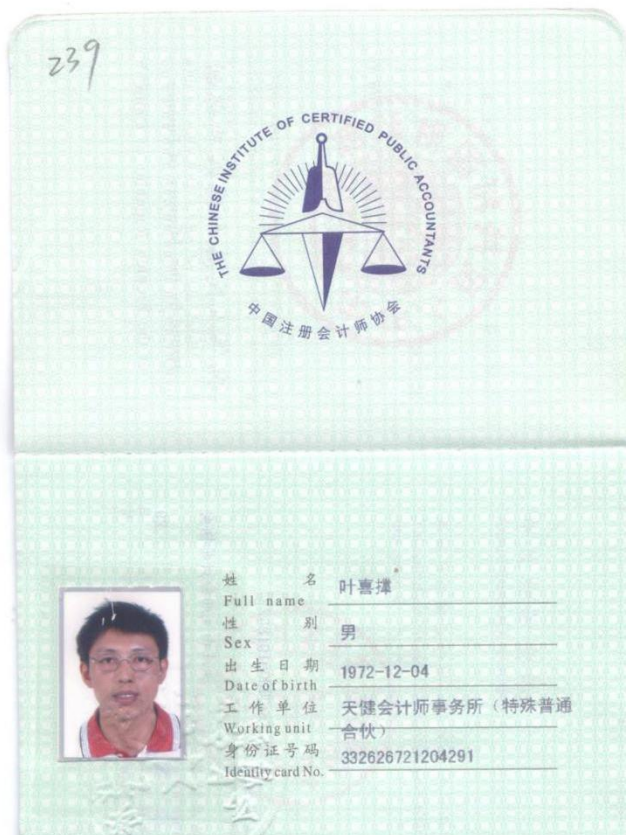 239
THE CHINESE INSTITUTE OF CERTIFIED PUBLIC ACCOUNTANTS
中国注册会计师协会
姓 名 叶喜撑
Full name
性 别 男
Sex
出生日期 1972-12-04
Date of birth
工作单位 天健会计师事务所（特殊普通
Working unit 合伙）
身份证号码 332626721204291
Identity card No.